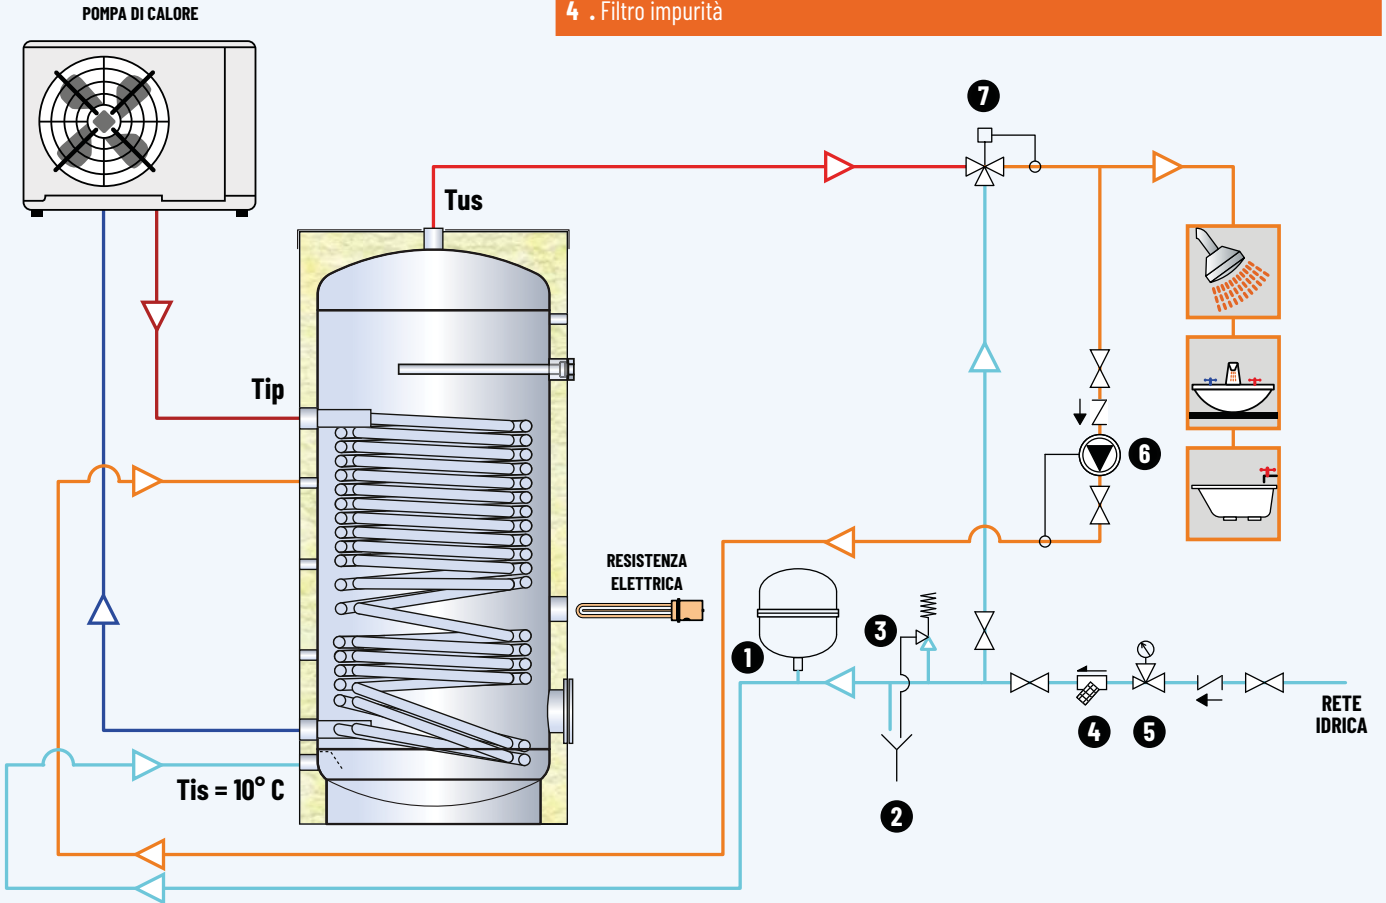 POMPA DI CALORE
4 . Filtro impurità
7
Tus
Tip
6
RESISTENZA
ELETTRICA
3
1
RETE
IDRICA
4
5
Tis = 10° C
2